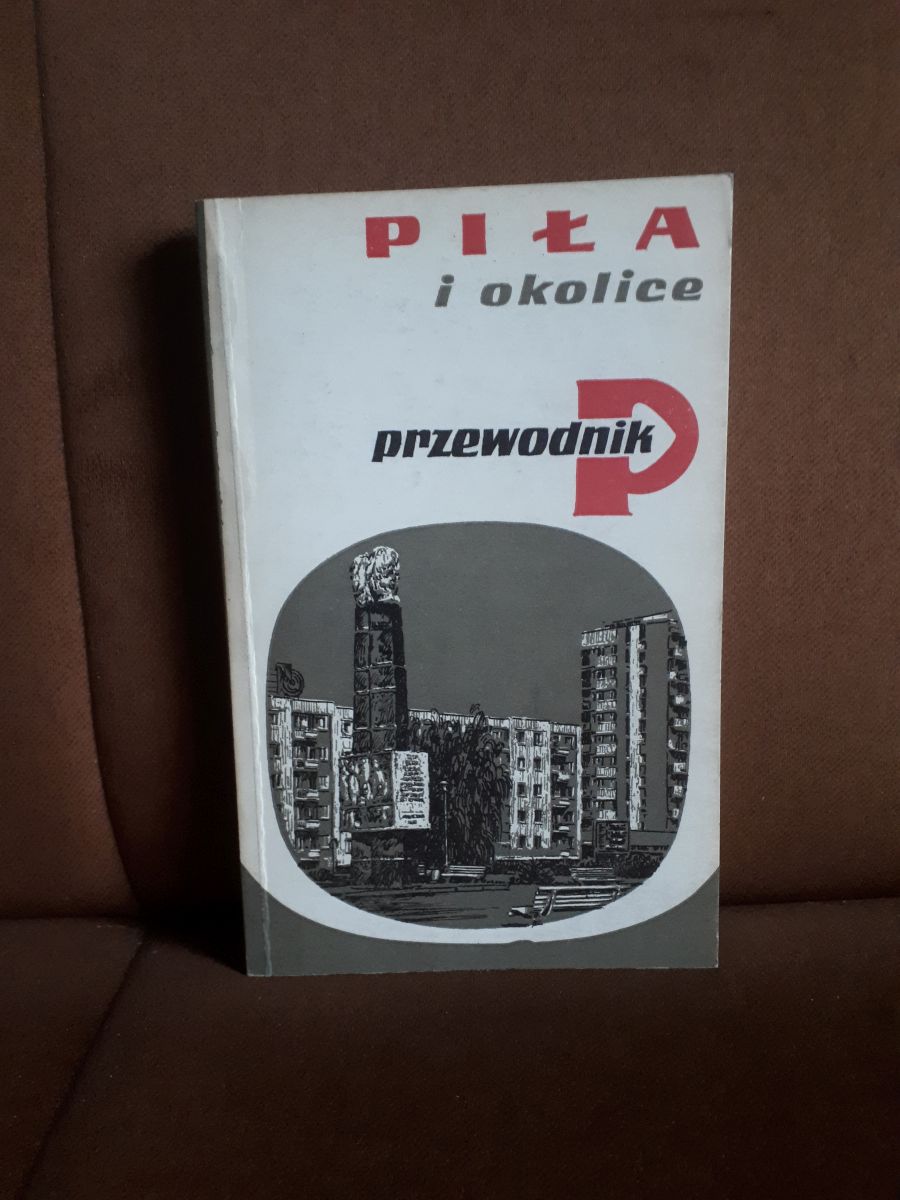 PIŁA
i okolice
przewodnik
P